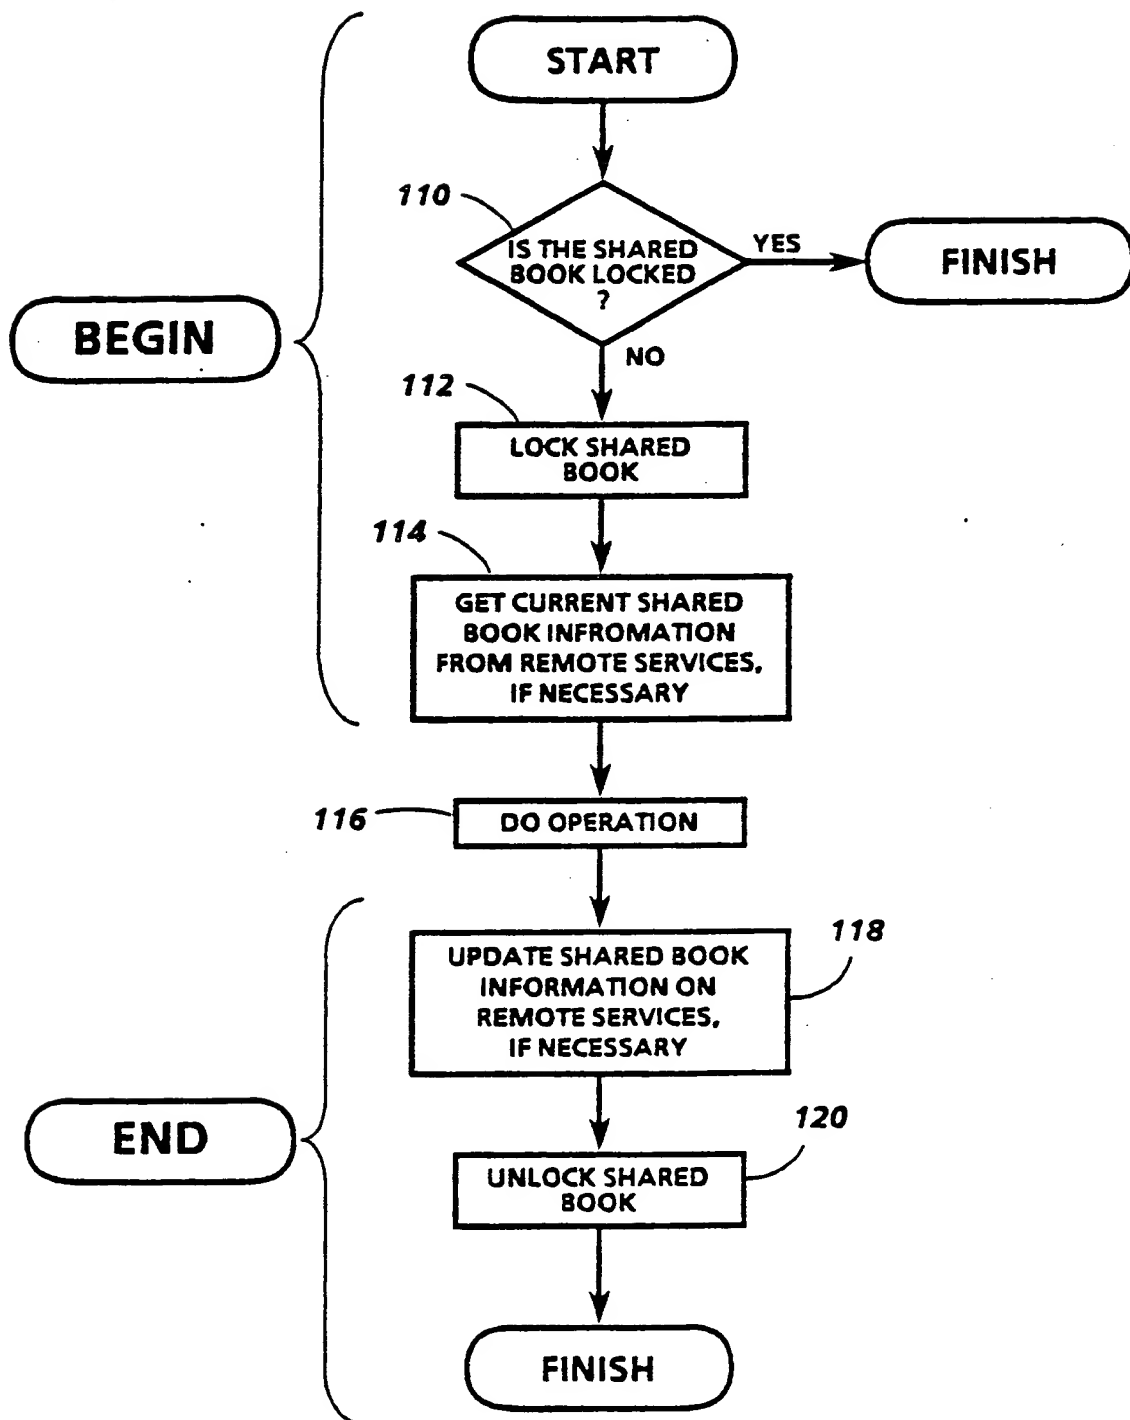 START
110
IS THE SHARED
BOOK LOCKED
?
YES
FINISH
BEGIN
NO
112
LOCK SHARED
BOOK
114
GET CURRENT SHARED
BOOK INFROMATION
FROM REMOTE SERVICES,
IF NECESSARY
116
DO OPERATION
118
UPDATE SHARED BOOK
INFORMATION ON
REMOTE SERVICES,
IF NECESSARY
END
120
UNLOCK SHARED
BOOK
FINISH